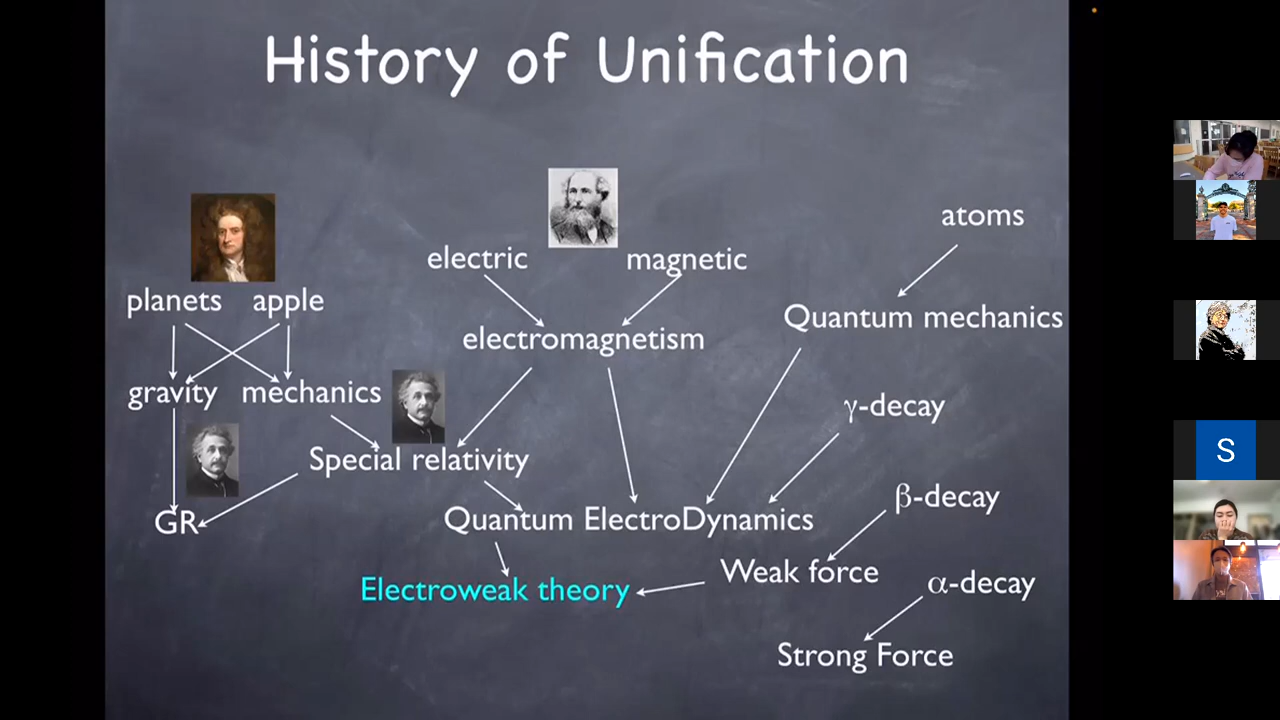 History of Unification
atoms
electric
magnetic
planets
apple
Quantum mechanics
electromagnetism
gravity
mechanics
γ-decay
Special relativity
β-decay
GR
Quantum ElectroDynamics
Weak force
α-decay
Electroweak theory
Strong Force
S